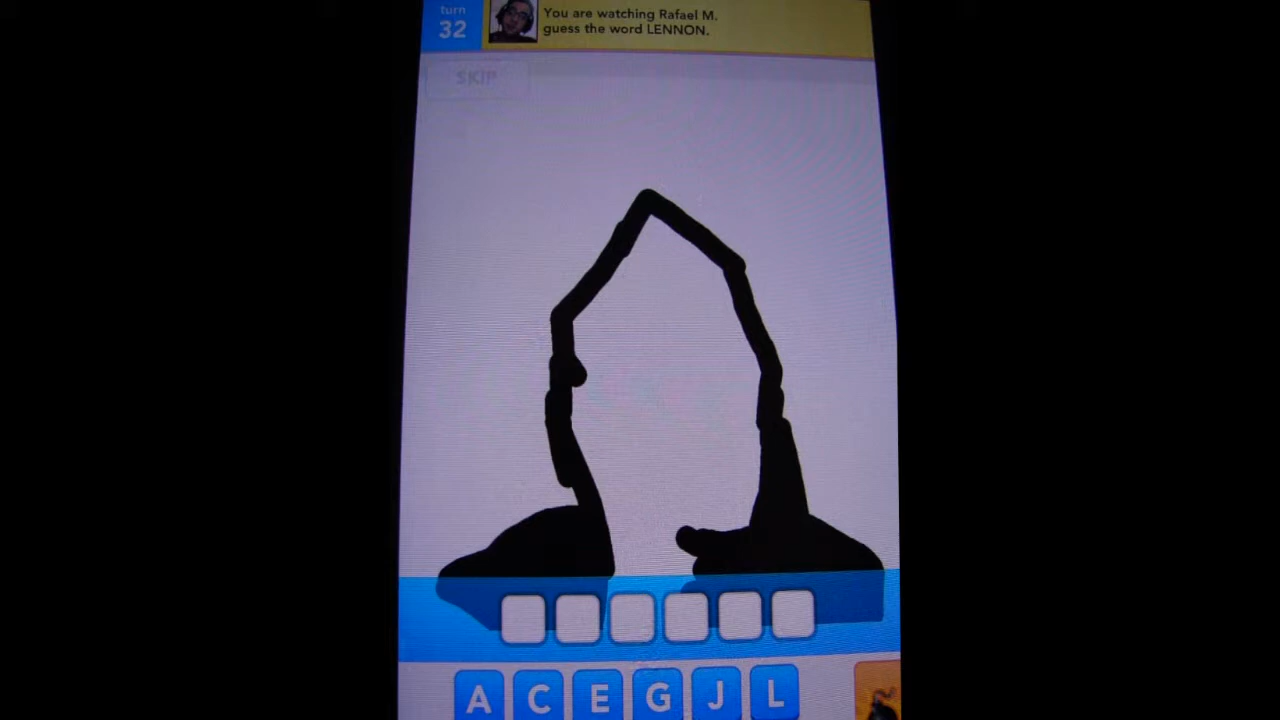 turn
32
You are watching Rafael M.
guess the word LENNON.
SKIP
A C E G J L